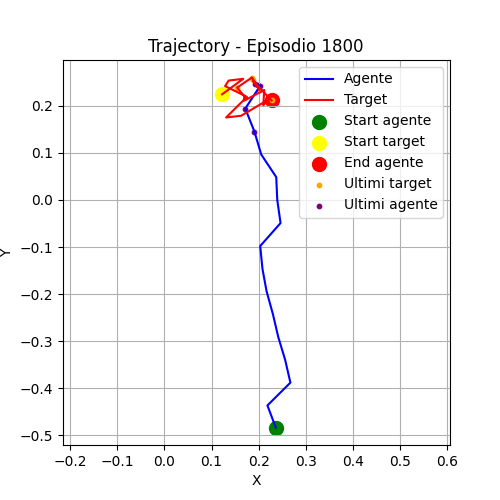 Trajectory - Episodio 1800
Agente
Target
Start agente
Start target
End agente
Ultimi target
Ultimi agente
0.2
0.1
0.0
−0.1
−0.2
−0.3
−0.4
−0.5
Y
−0.2
−0.1
0.0
0.1
0.2
0.3
0.4
0.5
0.6
X